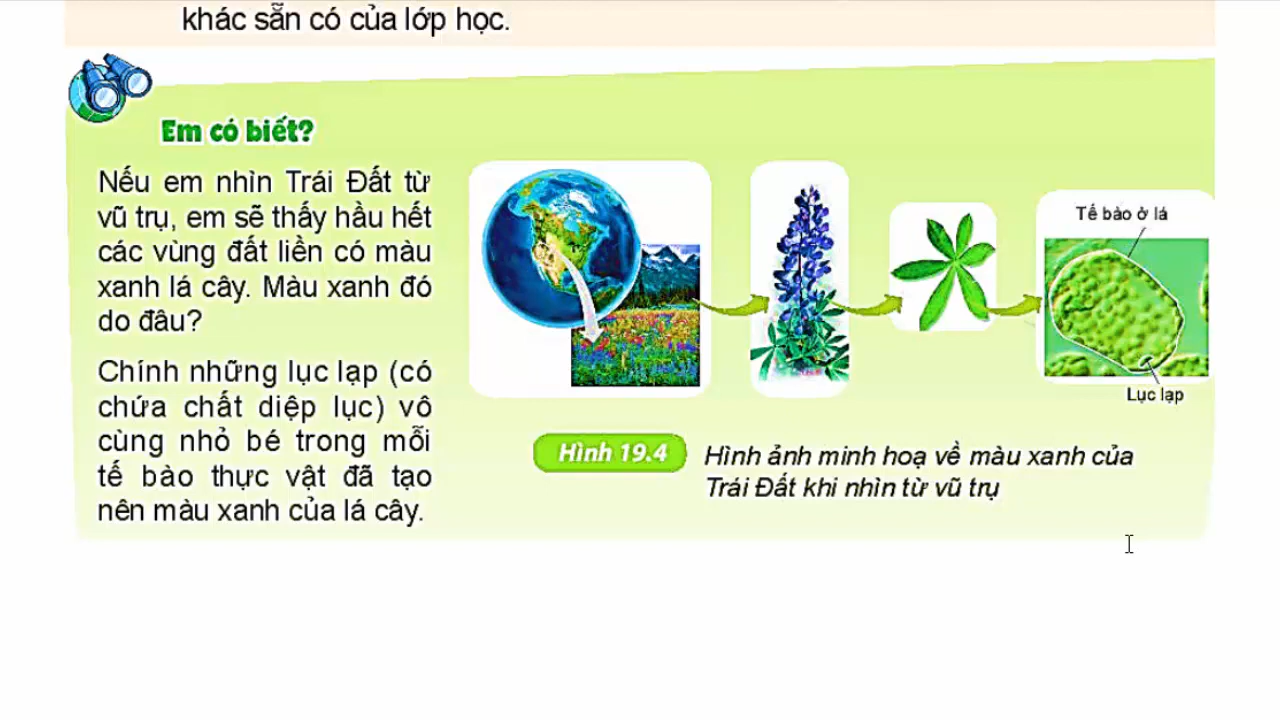 khác sẵn có của lớp học.
Em có biết?
Nếu em nhìn Trái Đất từ
vũ trụ, em sẽ thấy hầu hết
các vùng đất liền có màu
xanh lá cây. Màu xanh đó
do đâu?
Chính những lục lạp (có
chứa chất diệp lục) vô
cùng nhỏ bé trong mỗi
tế bào thực vật đã tạo
nên màu xanh của lá cây.
Tế bào ở lá
Lục lạp
Hình 19.4 Hình ảnh minh hoạ về màu xanh của
Trái Đất khi nhìn từ vũ trụ